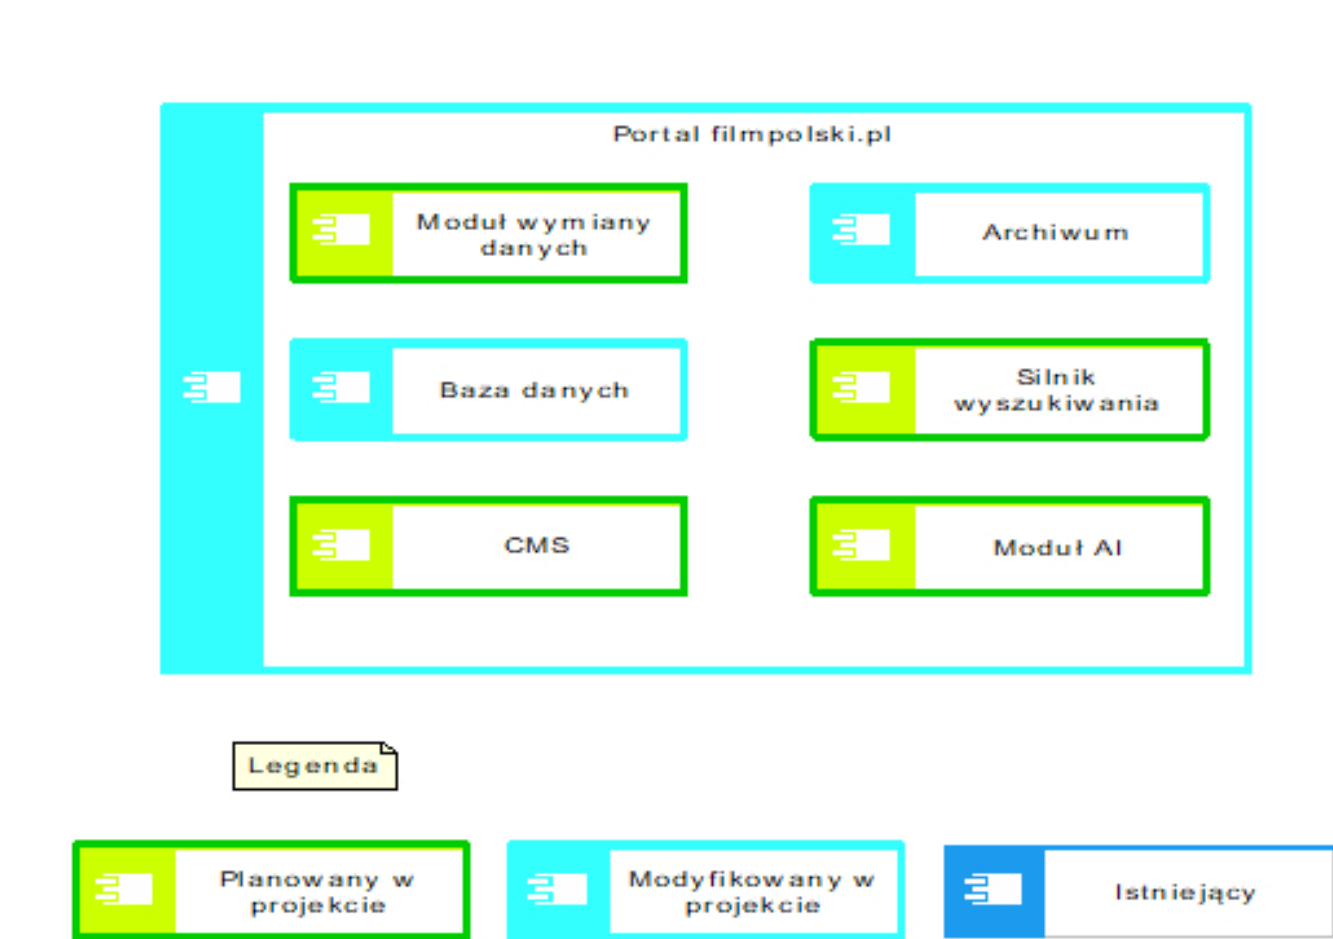 Portal filmpolski.pl
Moduł wymiany
danych
Archiwum
Baza danych
Silnik
wyszukiwania
CMS
Moduł AI
Legenda
Planowany w
projekcie
Modyfikowany w
projekcie
Istniejący